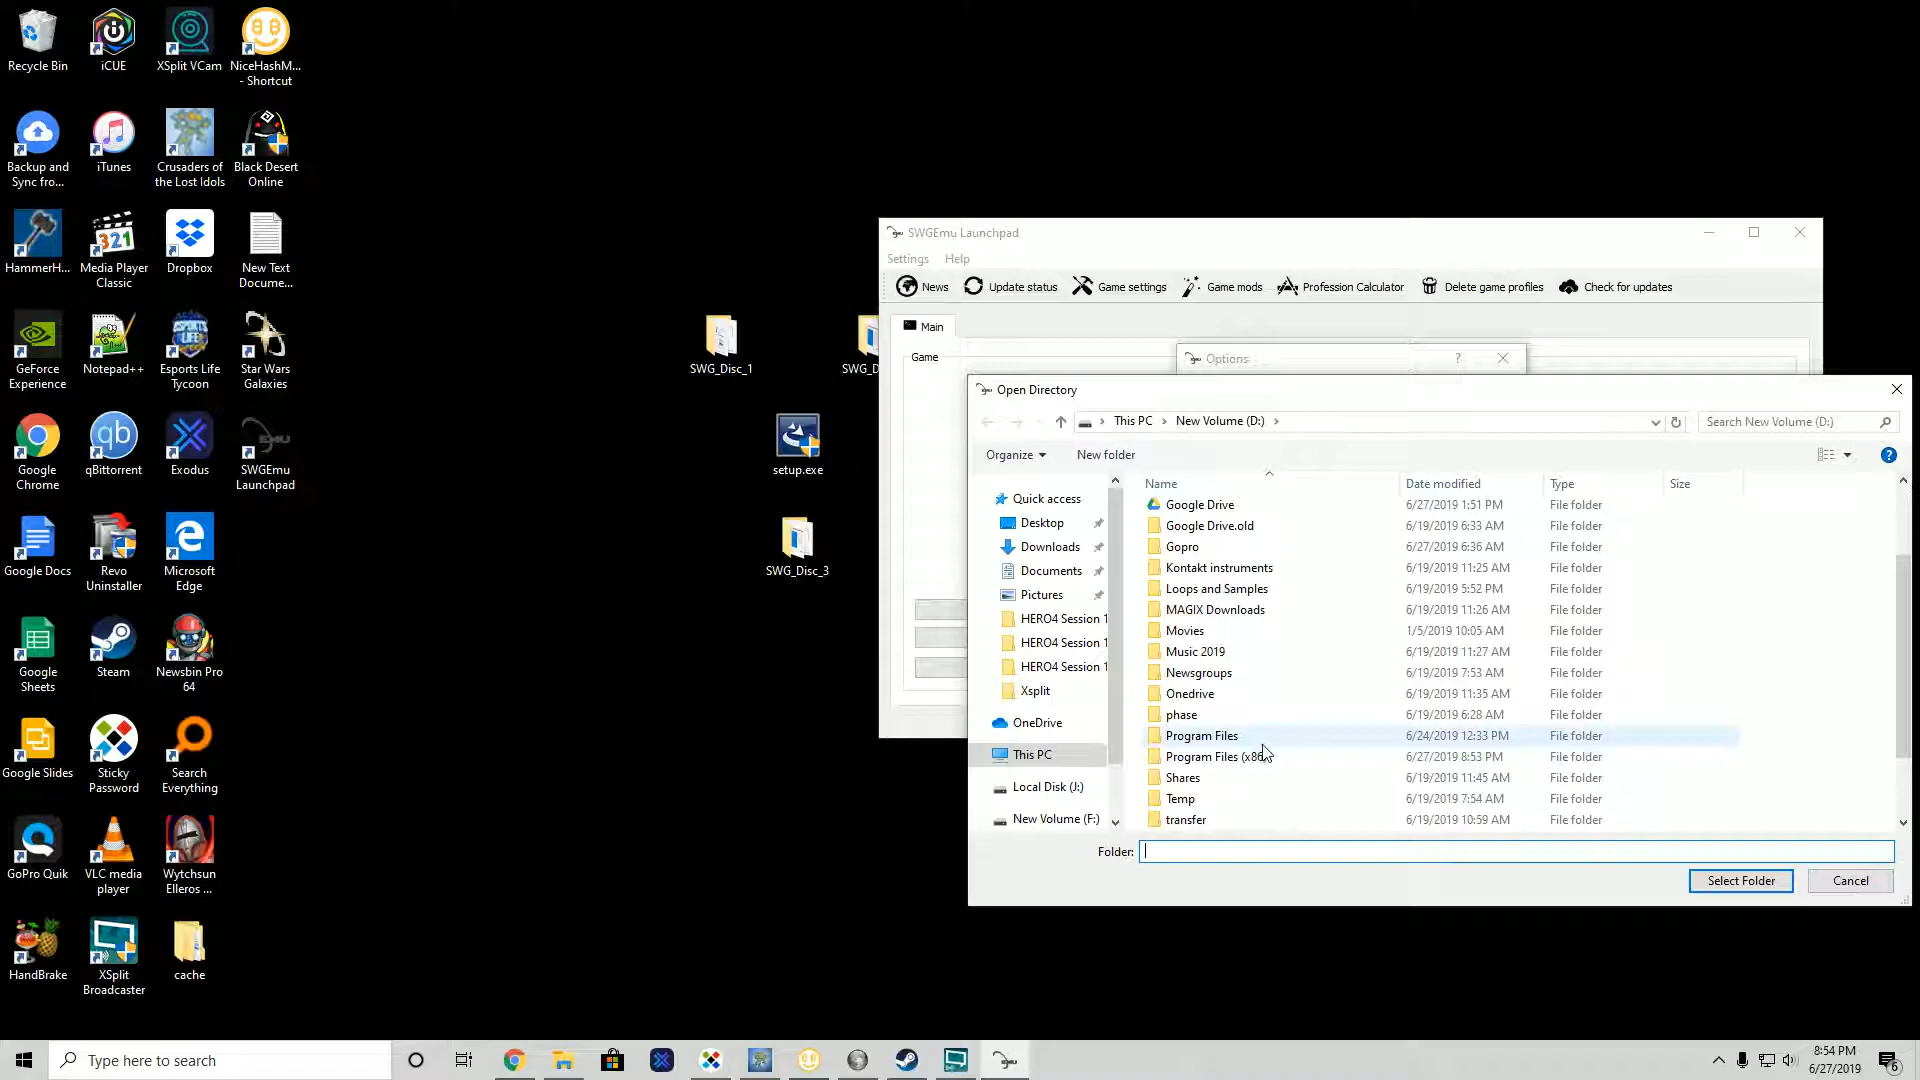 Recycle Bin
iCUE
XSplit VCam
NiceHashM...
- Shortcut
Backup and
Sync fro...
iTunes
Crusaders of
the Lost Idols
Black Desert
Online
HammerH...
Media Player
Classic
Dropbox
New Text
Docume...
GeForce
Experience
Notepad++
Esports Life
Tycoon
Star Wars
Galaxies
Google
Chrome
qBittorrent
Exodus
SWGEmu
Launchpad
Google Docs
Revo
Uninstaller
Microsoft
Edge
Google
Sheets
Steam
Newsbin Pro
64
Google Slides
Sticky
Password
Search
Everything
GoPro Quik
VLC media
player
Wytchsun
Elleros ...
HandBrake
XSplit
Broadcaster
cache
SWG_Disc_1
SWG_D
setup.exe
SWG_Disc_3
SWGEmu Launchpad
Settings Help
News Update status Game settings Game mods Profession Calculator Delete game profiles Check for updates
Main
Game
Options ?
Open Directory
This PC > New Volume (D:) >
Search New Volume (D:)
Organize New folder
Quick access
Desktop
Downloads
Documents
Pictures
HERO4 Session 1
HERO4 Session 1
HERO4 Session 1
Xsplit
OneDrive
This PC
Local Disk (J:)
New Volume (F:)
Name Date modified Type Size
Google Drive 6/27/2019 1:51 PM File folder
Google Drive.old 6/19/2019 6:33 AM File folder
Gopro 6/27/2019 6:36 AM File folder
Kontakt instruments 6/19/2019 11:25 AM File folder
Loops and Samples 6/19/2019 5:52 PM File folder
MAGIX Downloads 6/19/2019 11:26 AM File folder
Movies 1/5/2019 10:05 AM File folder
Music 2019 6/19/2019 11:27 AM File folder
Newsgroups 6/19/2019 7:53 AM File folder
Onedrive 6/19/2019 11:35 AM File folder
phase 6/19/2019 6:28 AM File folder
Program Files 6/24/2019 12:33 PM File folder
Program Files (x86 6/27/2019 8:53 PM File folder
Shares 6/19/2019 11:45 AM File folder
Temp 6/19/2019 7:54 AM File folder
transfer 6/19/2019 10:59 AM File folder
Folder:
Select Folder Cancel
Type here to search
8:54 PM
6/27/2019
6